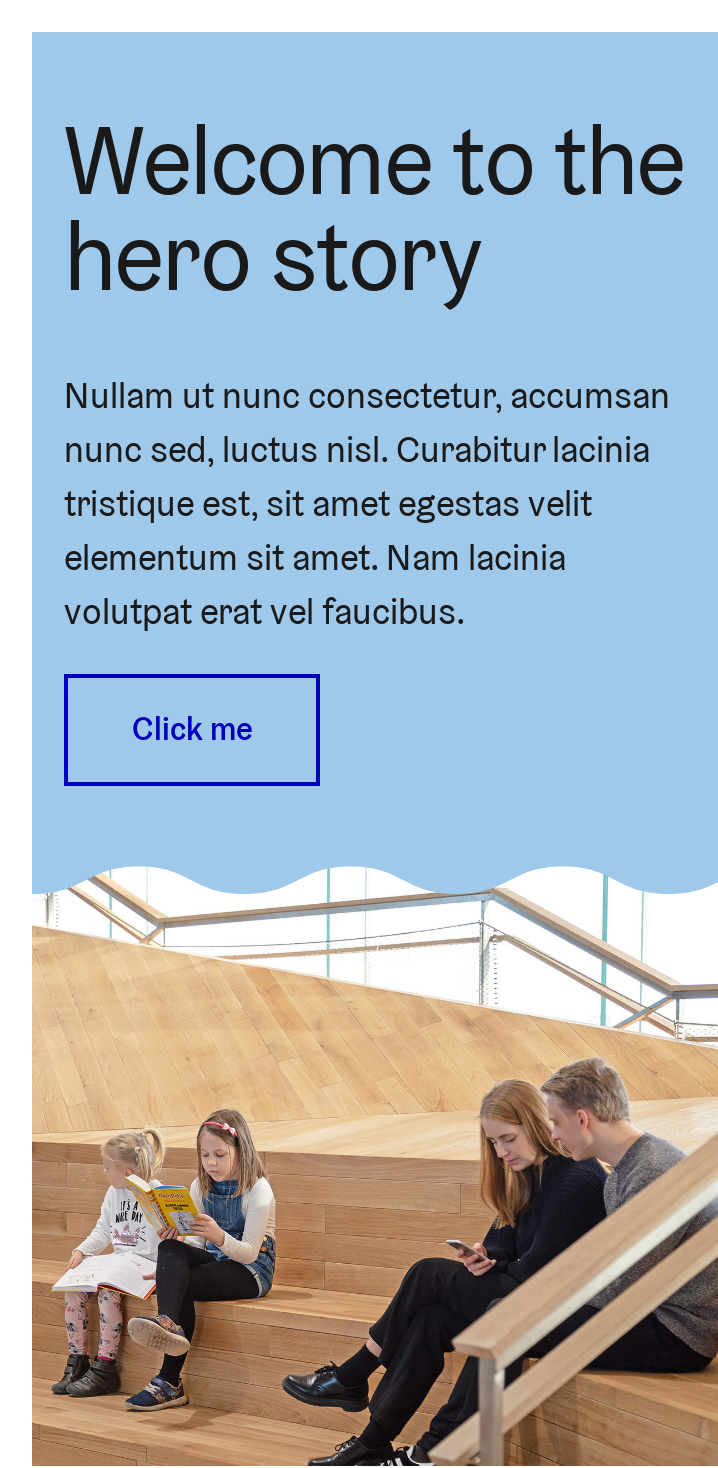 Welcome to the
hero story
Nullam ut nunc consectetur, accumsan
nunc sed, luctus nisl. Curabitur lacinia
tristique est, sit amet egestas velit
elementum sit amet. Nam lacinia
volutpat erat vel faucibus.
Click me
IT'S A
NICE DAY